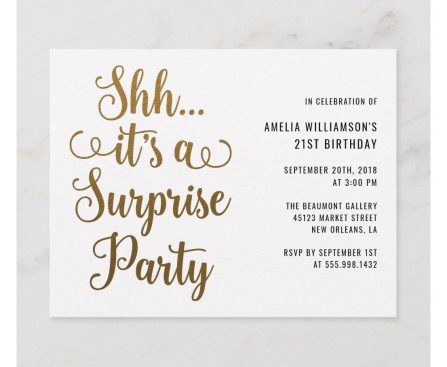 Shh...
it's a
Surprise
Party
IN CELEBRATION OF
AMELIA WILLIAMSON'S
21ST BIRTHDAY
SEPTEMBER 20TH, 2018
AT 3:00 PM
THE BEAUMONT GALLERY
45123 MARKET STREET
NEW ORLEANS, LA
RSVP BY SEPTEMBER 1ST
AT 555.998.1432